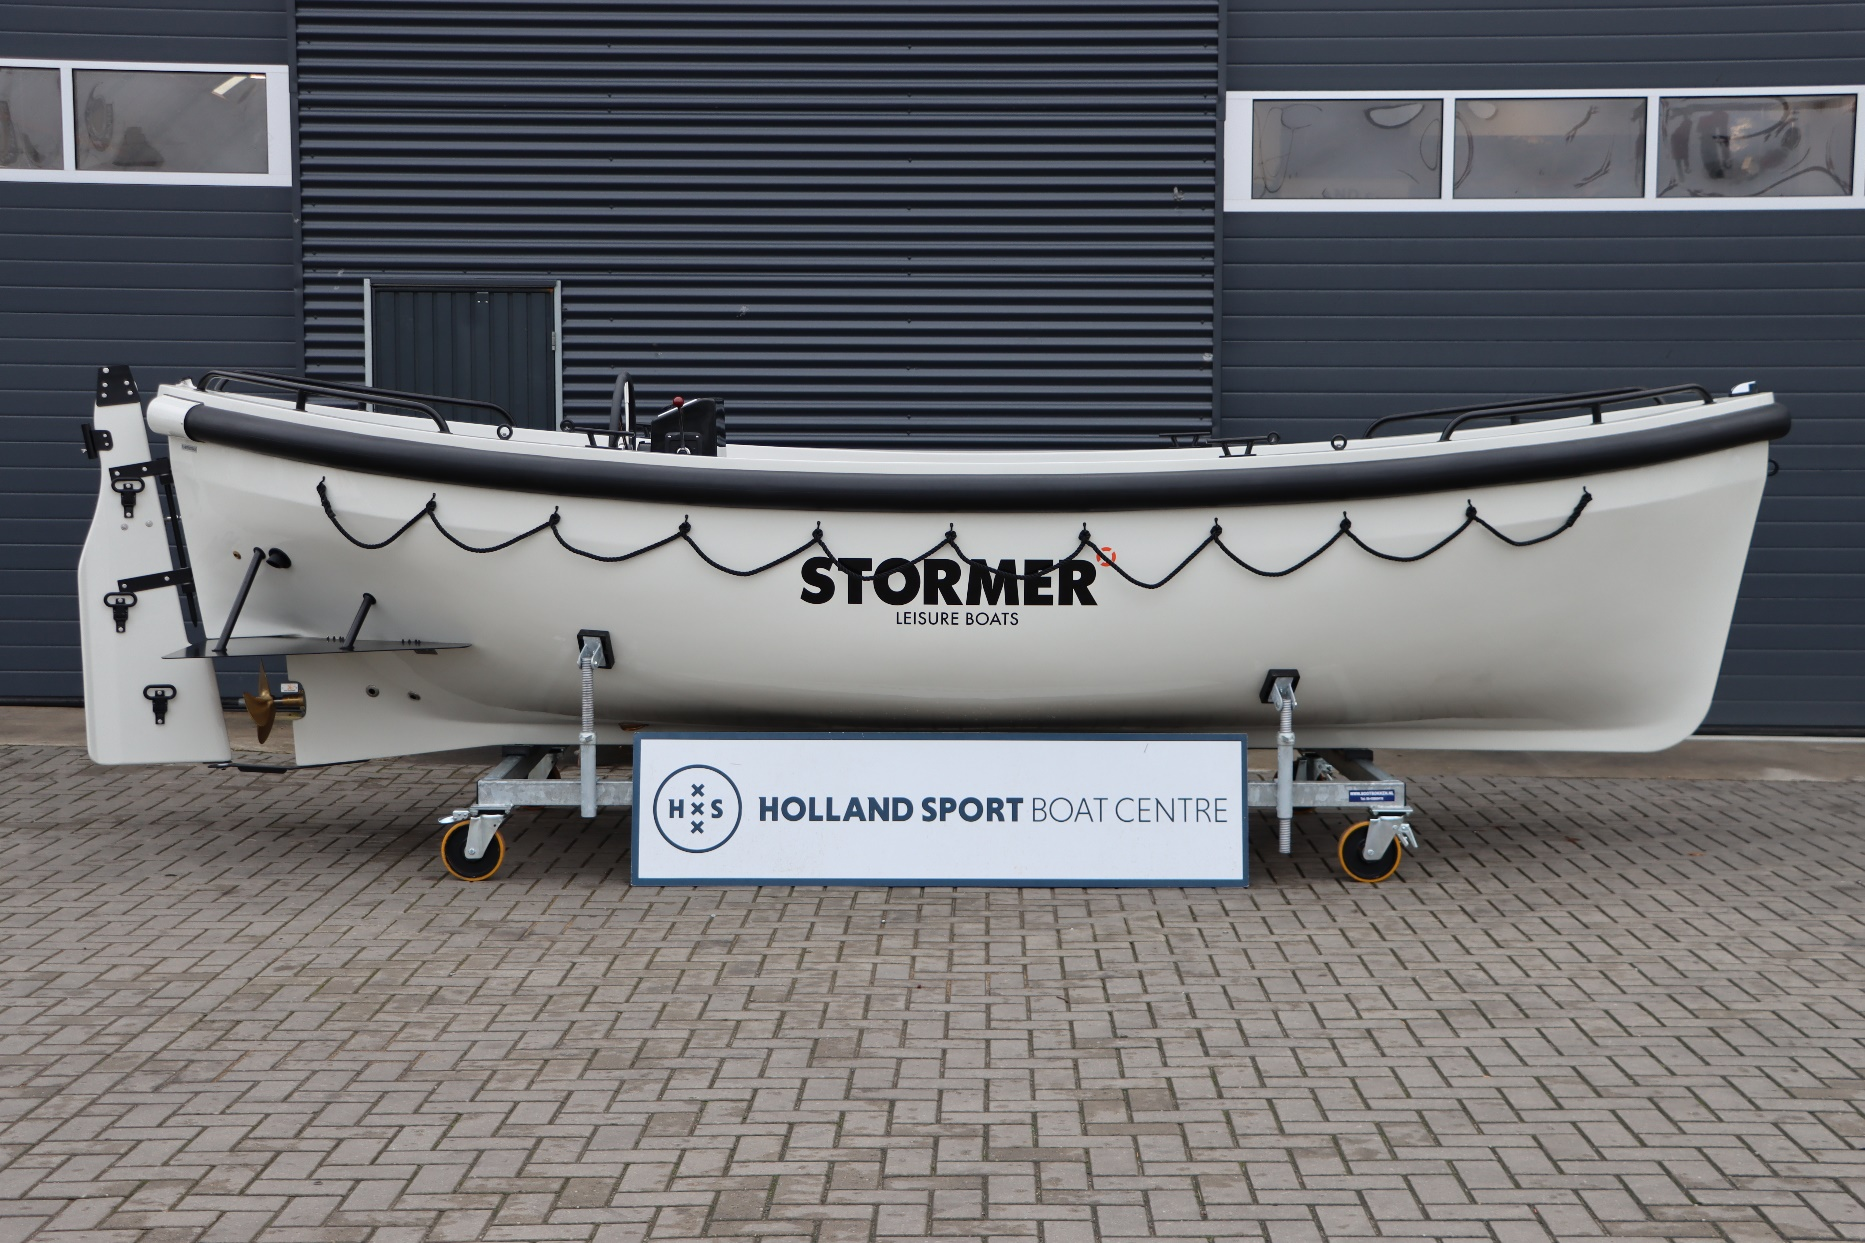 STORMER
LEISURE BOATS
H S
HOLLAND SPORT BOAT CENTRE